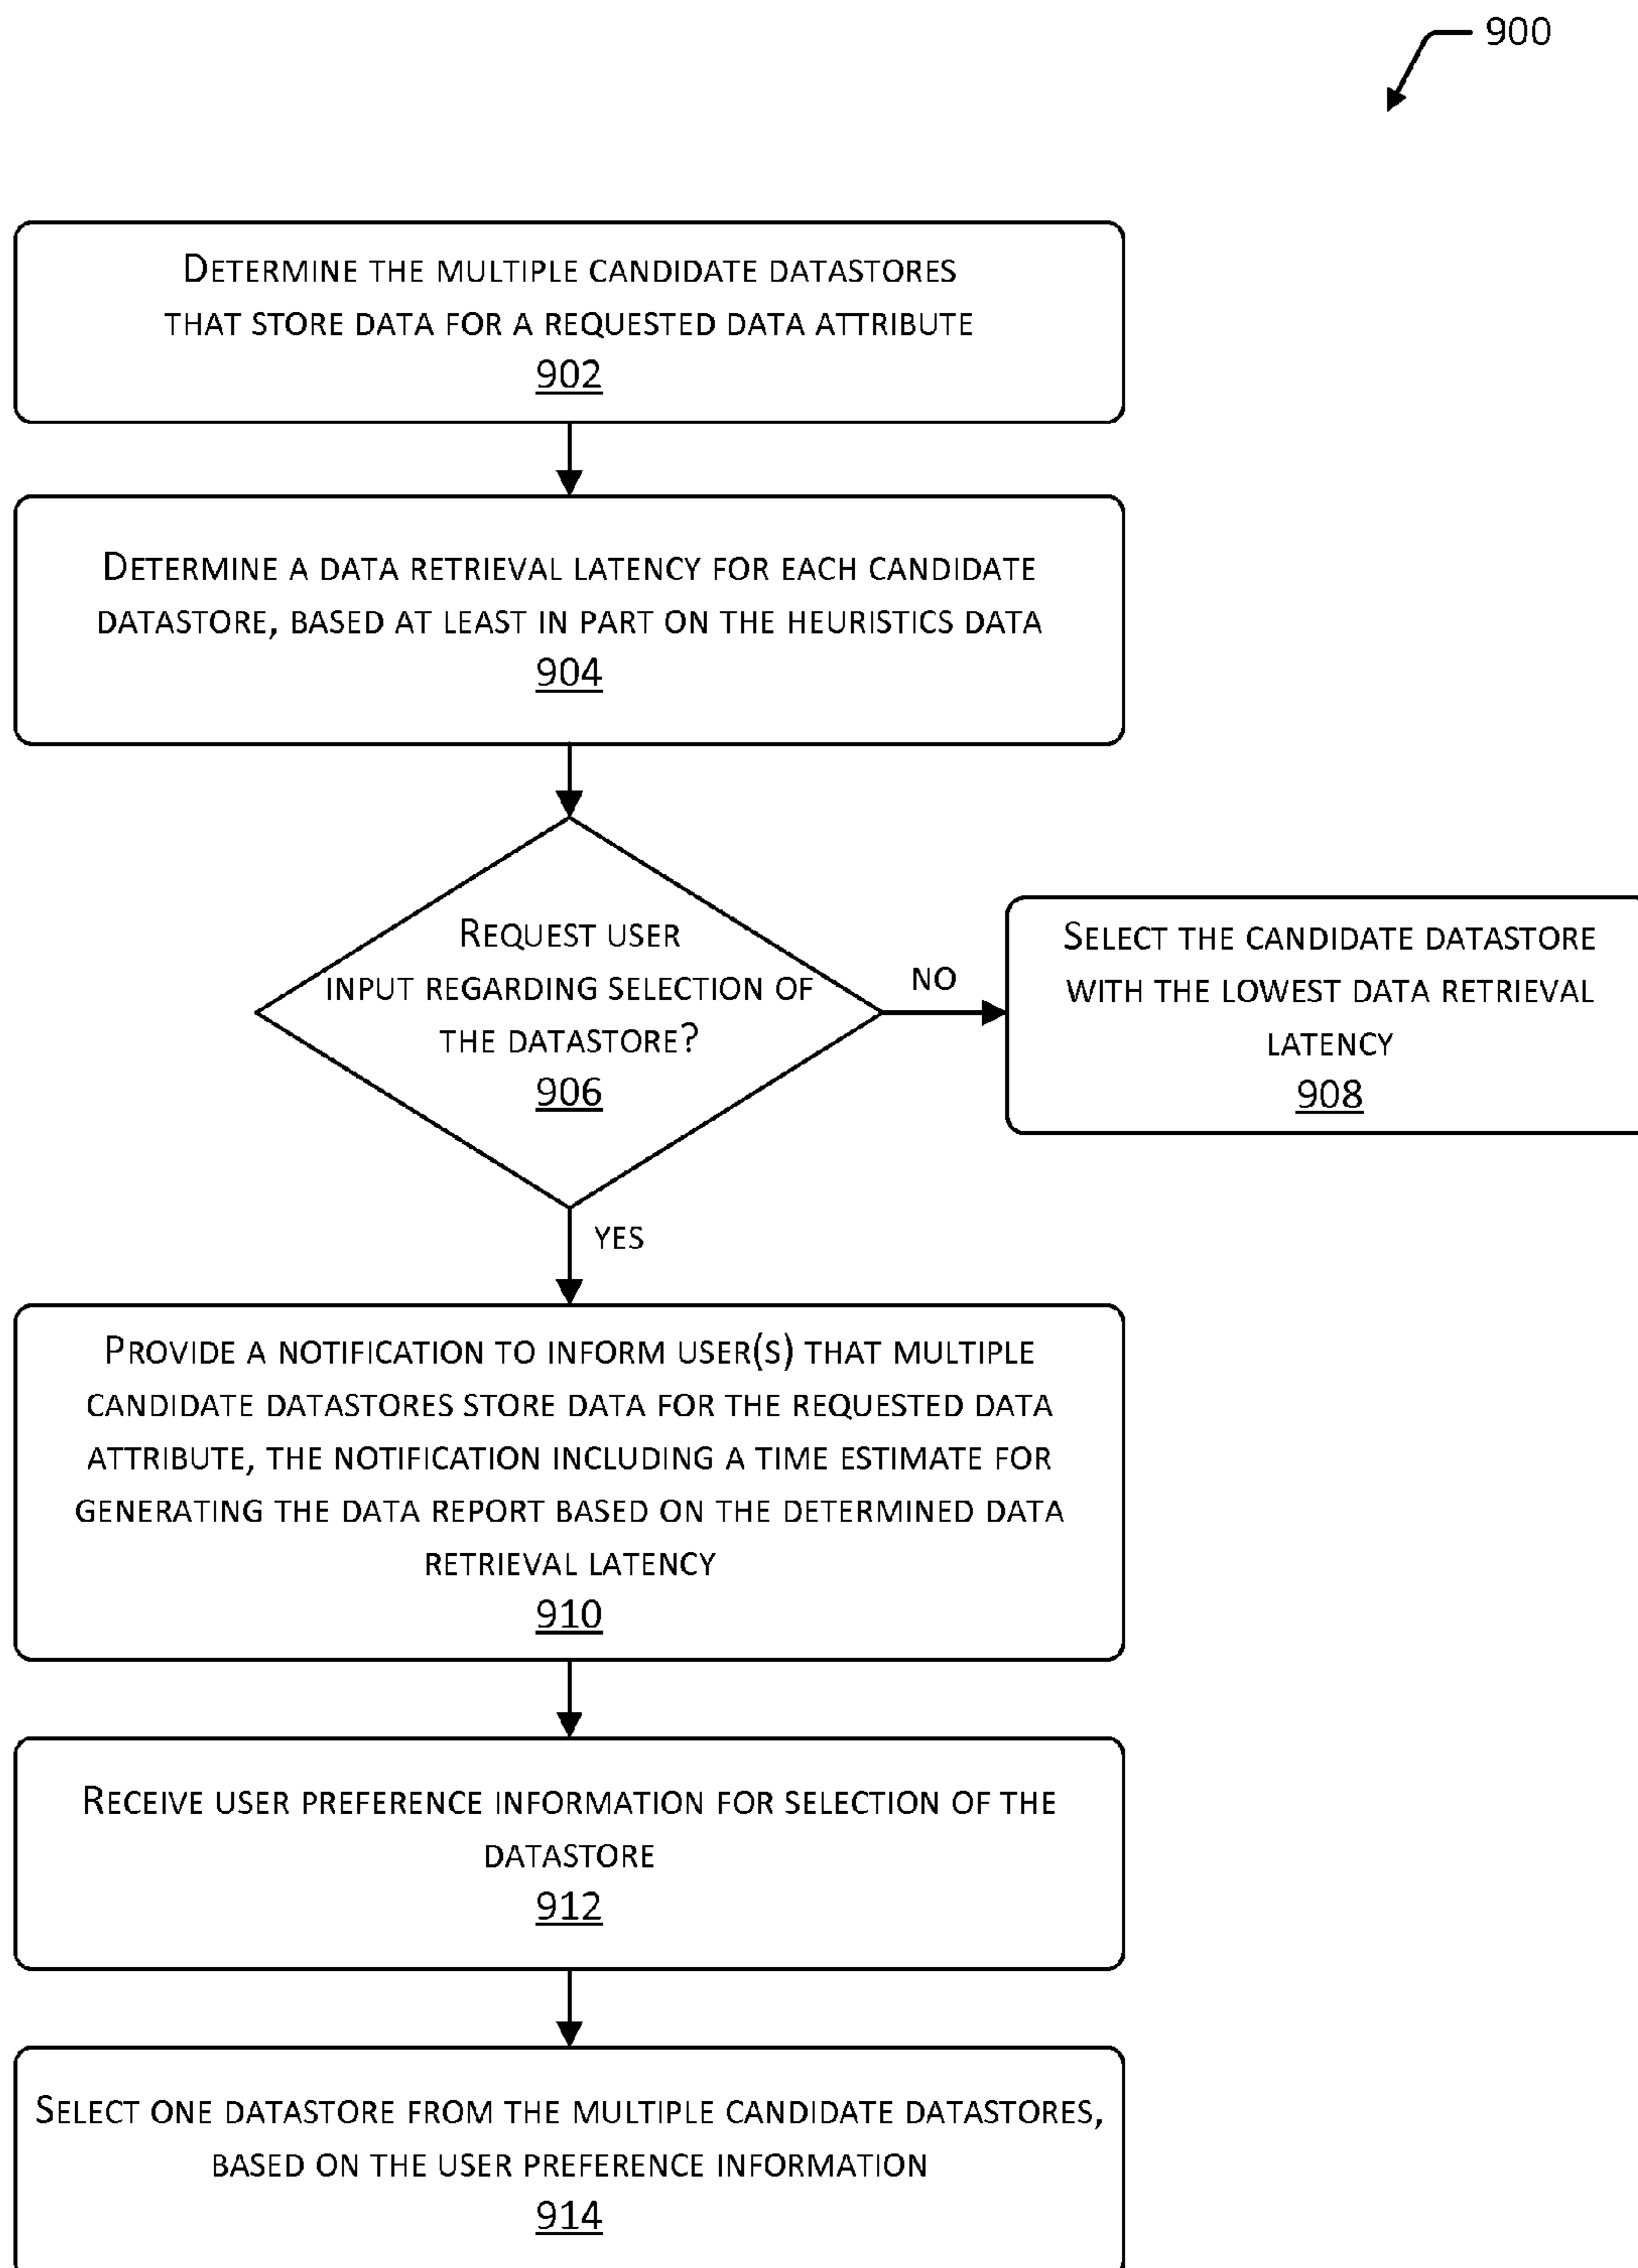 900
Determine the multiple candidate datastores
that store data for a requested data attribute
902
Determine a data retrieval latency for each candidate
datastore, based at least in part on the heuristics data
904
Request user
input regarding selection of
the datastore?
906
no
Select the candidate datastore
with the lowest data retrieval
latency
908
yes
Provide a notification to inform user(s) that multiple
candidate datastores store data for the requested data
attribute, the notification including a time estimate for
generating the data report based on the determined data
retrieval latency
910
Receive user preference information for selection of the
datastore
912
Select one datastore from the multiple candidate datastores,
based on the user preference information
914